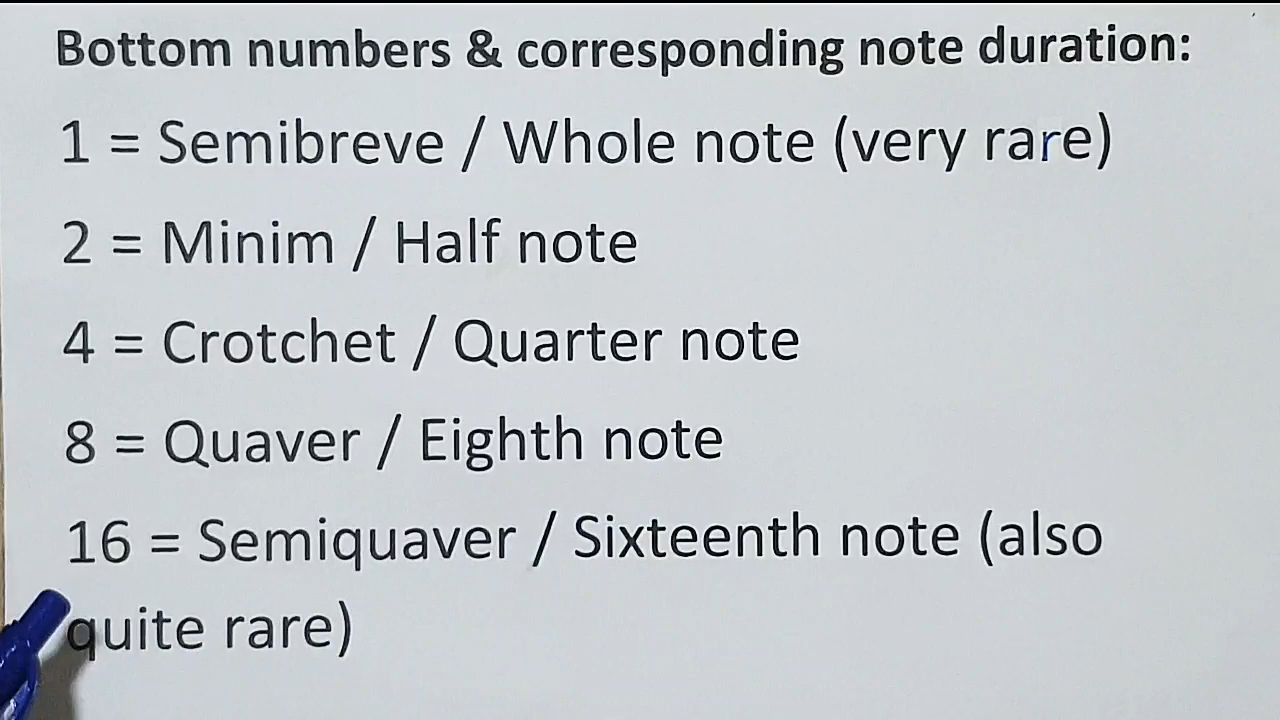 Bottom numbers & corresponding note duration:
1 = Semibreve / Whole note (very rare)
2 = Minim / Half note
4 = Crotchet / Quarter note
8 = Quaver / Eighth note
16 = Semiquaver / Sixteenth note (also
quite rare)